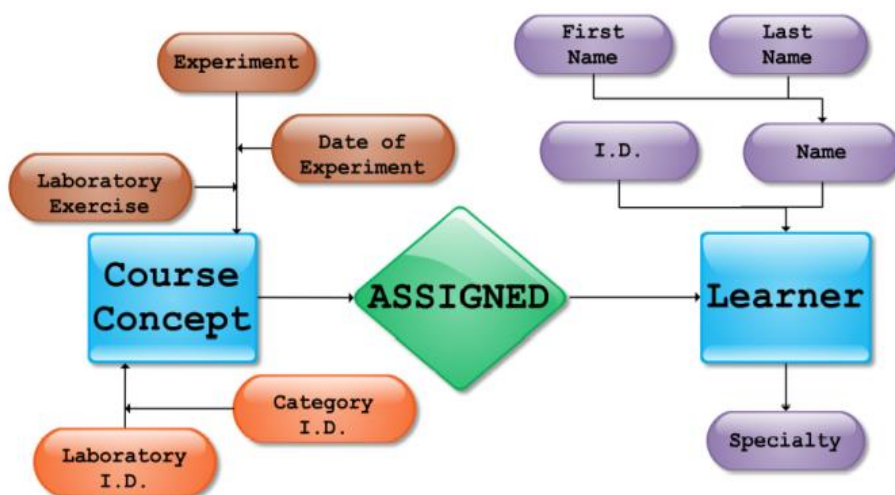 Experiment
Date of
Experiment
Laboratory
Exercise
Course
Concept
ASSIGNED
Category
I.D.
Laboratory
I.D.
First
Name
Last
Name
I.D.
Name
Learner
Specialty